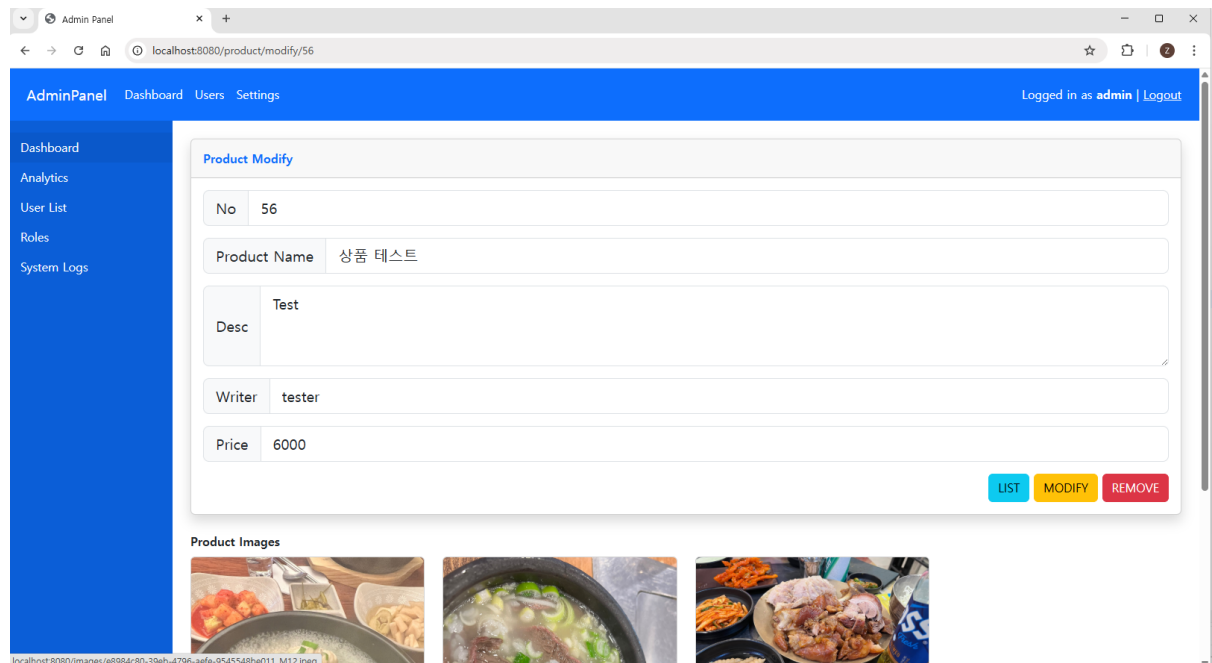 Admin Panel
localhost:8080/product/modify/56
Z
AdminPanel Dashboard Users Settings Logged in as admin | Logout
Dashboard
Analytics
User List
Roles
System Logs
Product Modify
No 56
Product Name 상품 테스트
Desc Test
Writer tester
Price 6000
LIST MODIFY REMOVE
Product Images